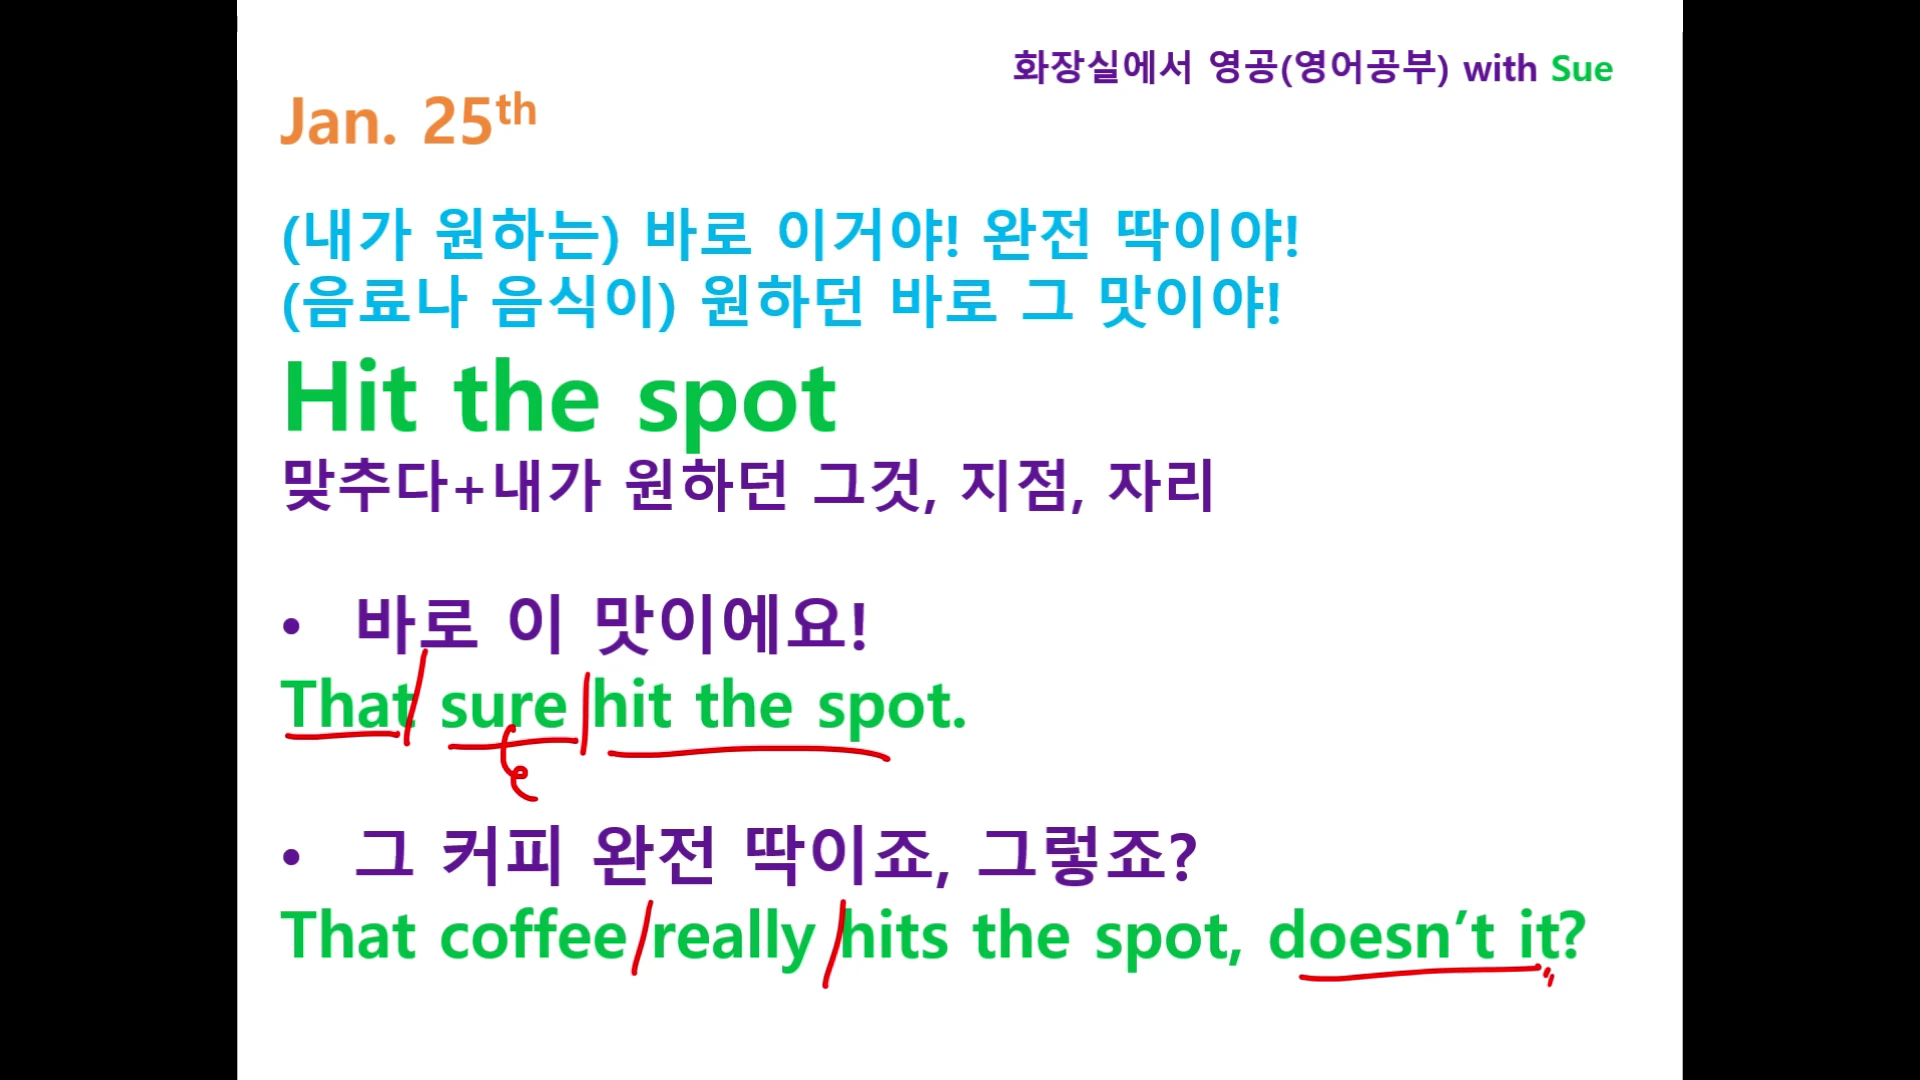 화장실에서 영공(영어공부) with Sue
Jan. 25th
(내가 원하는) 바로 이거야! 완전 딱이야!
(음료나 음식이) 원하던 바로 그 맛이야!
Hit the spot
맞추다+내가 원하던 그것, 지점, 자리
• 바로 이 맛이에요!
That sure hit the spot.
• 그 커피 완전 딱이죠, 그렇죠?
That coffee really hits the spot, doesn't it?